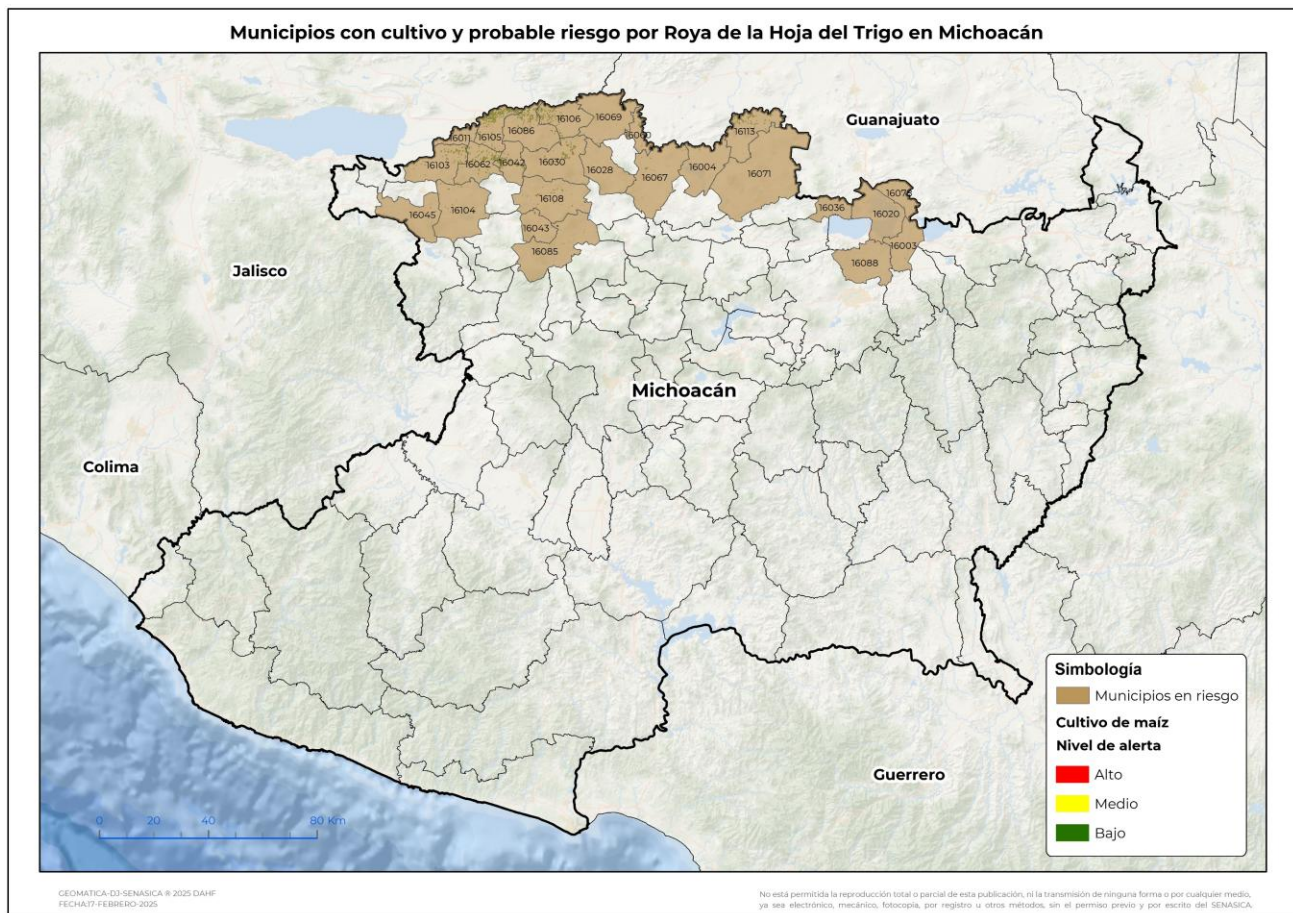 Municipios con cultivo y probable riesgo por Roya de la Hoja del Trigo en Michoacán
Guanajuato
16106
16069
16011
16105
16086
16060
16113
16103
16062
16042
16030
16028
16067
16004
16071
16045
16104
16108
16036
16020
16043
16003
16085
16088
Jalisco
Michoacán
Colima
Guerrero
0 20 40 80 Km
Simbología
Municipios en riesgo
Cultivo de maíz
Nivel de alerta
Alto
Medio
Bajo
GEOMATICA-DJ-SENASICA ® 2025 DAHF
FECHA:17-FEBRERO-2025
No está permitida la reproducción total o parcial de esta publicación, ni la transmisión de ninguna forma o por cualquier medio,
ya sea electrónico, mecánico, fotocopia, por registro u otros métodos, sin el permiso previo y por escrito del SENASICA.